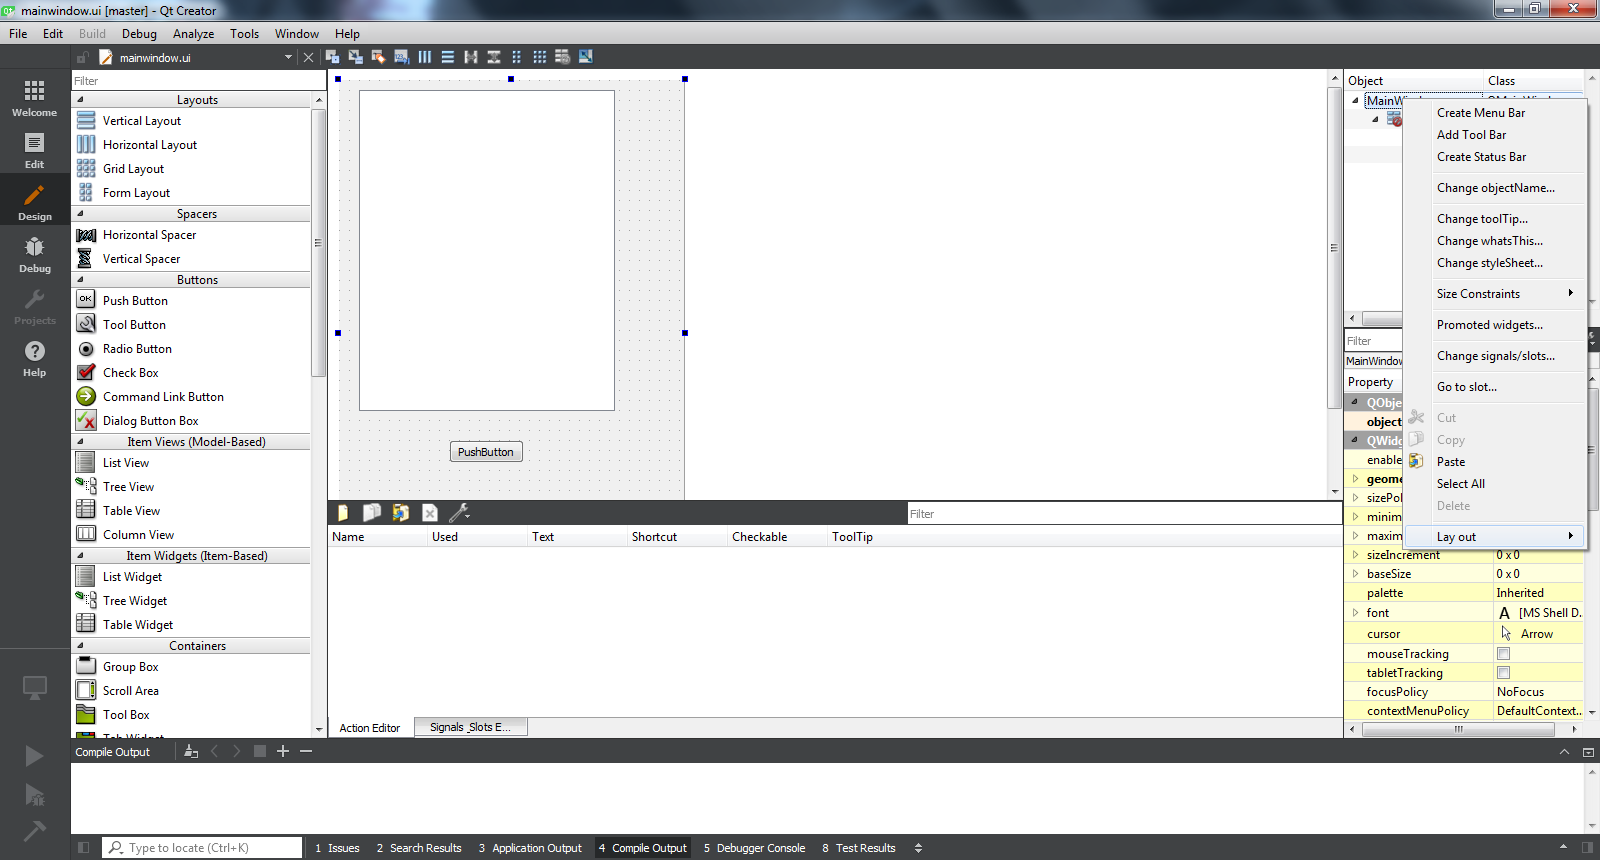 mainwindow.ui [master] - Qt Creator
File Edit Build Debug Analyze Tools Window Help
mainwindow.ui
Welcome
Edit
Design
Debug
Projects
Help
Filter
Layouts
Vertical Layout
Horizontal Layout
Grid Layout
Form Layout
Spacers
Horizontal Spacer
Vertical Spacer
Buttons
OK Push Button
Tool Button
Radio Button
Check Box
Command Link Button
Dialog Button Box
Item Views (Model-Based)
List View
Tree View
Table View
Column View
Item Widgets (Item-Based)
List Widget
Tree Widget
Table Widget
Containers
Group Box
Scroll Area
Tool Box
PushButton
Filter
Name Used Text Shortcut Checkable ToolTip
Action Editor Signals _Slots E...
Object Class
Create Menu Bar
Add Tool Bar
Create Status Bar
Change objectName...
Change toolTip...
Change whatsThis...
Change styleSheet...
Size Constraints
Promoted widgets...
Change signals/slots...
Go to slot...
Cut
Copy
Paste
Select All
Delete
Lay out
Filter
MainWindow
Property
QObje
object
QWidg
enable
geome
sizePol
minim
maxim
sizeIncrement 0 x 0
baseSize 0 x 0
palette Inherited
font A [MS Shell D...
cursor Arrow
mouseTracking
tabletTracking
focusPolicy NoFocus
contextMenuPolicy DefaultContext...
Compile Output
Type to locate (Ctrl+K) 1 Issues 2 Search Results 3 Application Output 4 Compile Output 5 Debugger Console 8 Test Results